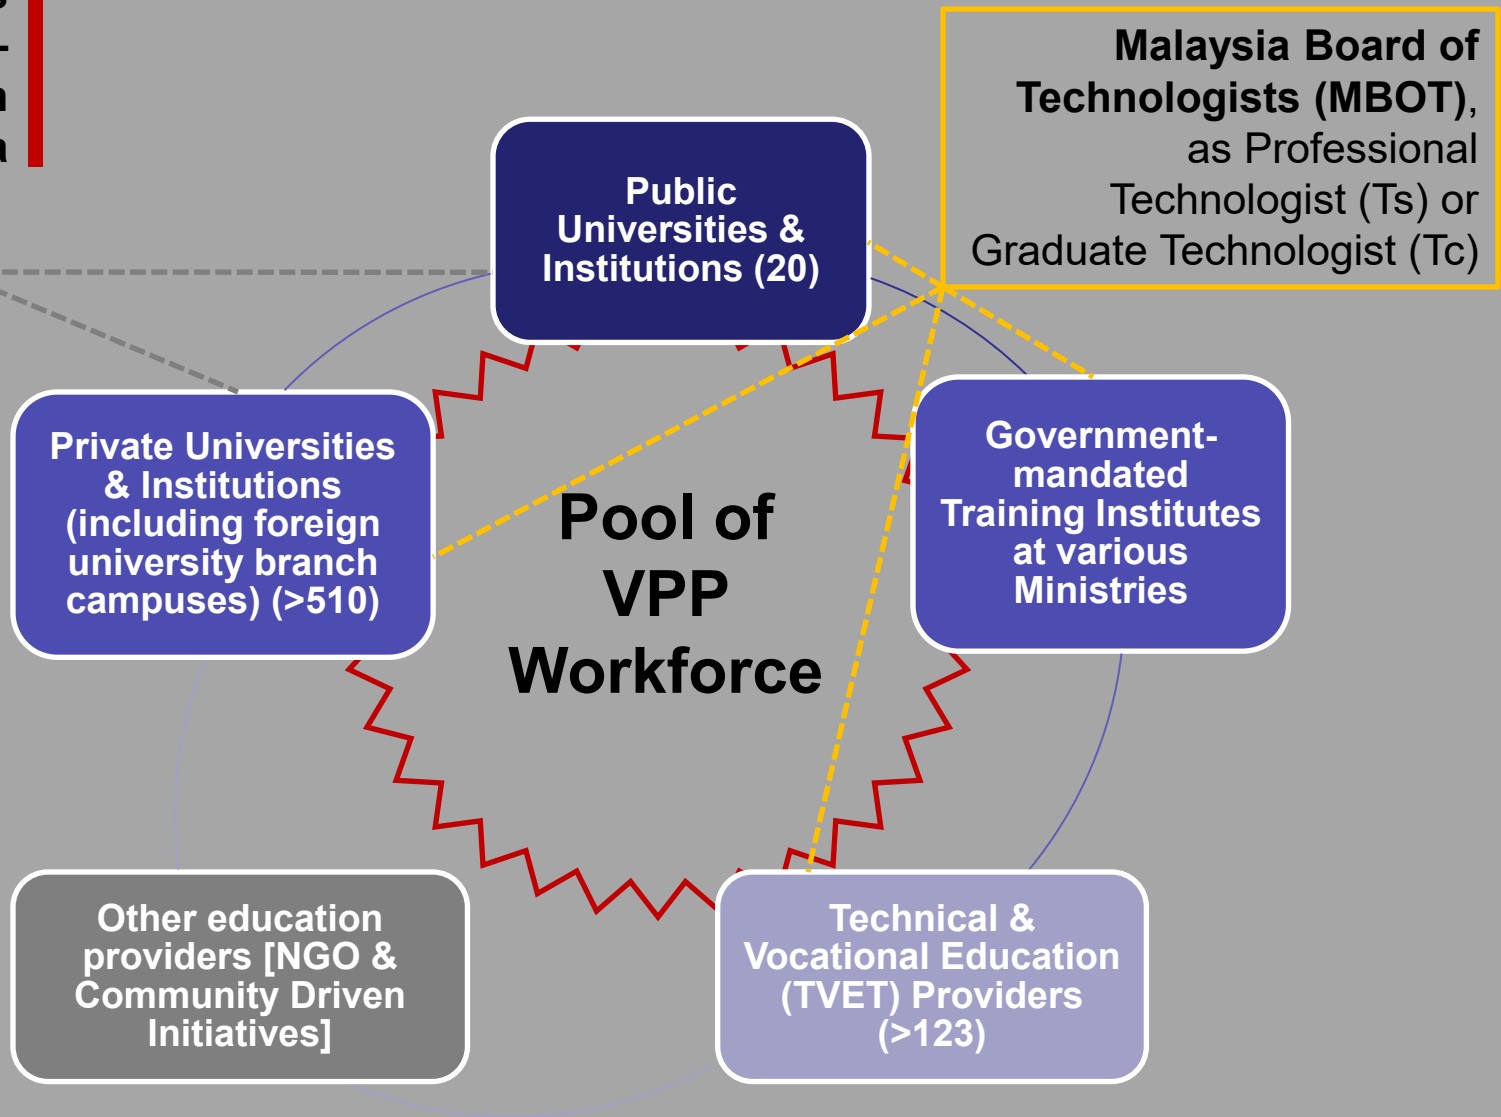 Malaysia Board of
Technologists (MBOT),
as Professional
Technologist (Ts) or
Graduate Technologist (Tc)
Public
Universities &
Institutions (20)
Private Universities
& Institutions
(including foreign
university branch
campuses) (>510)
Government-
mandated
Training Institutes
at various
Ministries
Pool of
VPP
Workforce
Other education
providers [NGO &
Community Driven
Initiatives]
Technical &
Vocational Education
(TVET) Providers
(>123)